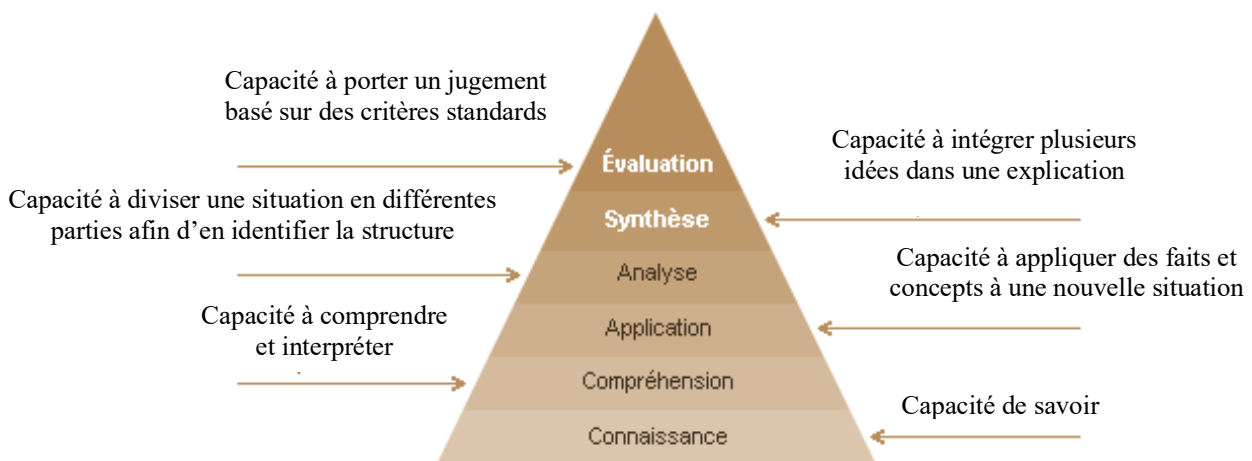 Capacité à porter un jugement
basé sur des critères standards
Évaluation
Capacité à intégrer plusieurs
idées dans une explication
Capacité à diviser une situation en différentes
parties afin d’en identifier la structure
Synthèse
Analyse
Capacité à appliquer des faits et
concepts à une nouvelle situation
Capacité à comprendre
et interpréter
Application
Compréhension
Capacité de savoir
Connaissance